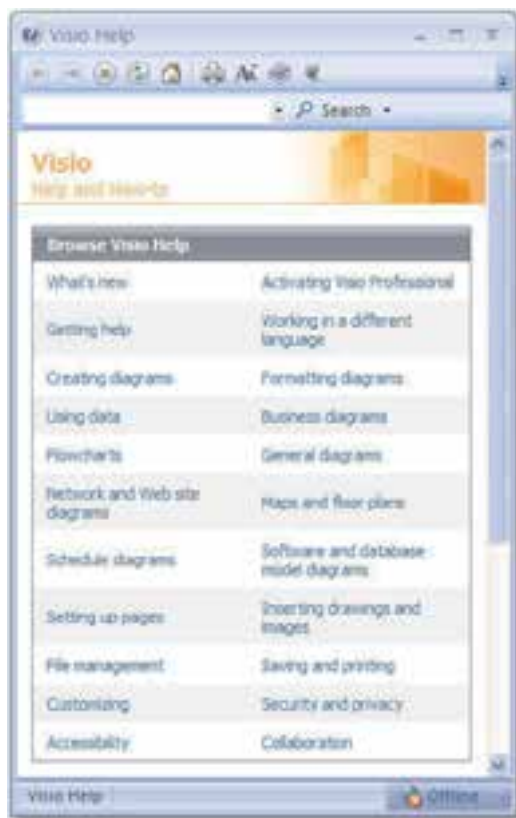 Visio Help
Search
Visio
Help and How-to
Browse Visio Help
What's new
Activating Visio Professional
Getting help
Working in a different
language
Creating diagrams
Formatting diagrams
Using data
Business diagrams
Flowcharts
General diagrams
Network and Web site
diagrams
Maps and floor plans
Schedule diagrams
Software and database
model diagrams
Setting up pages
Inserting drawings and
images
File management
Saving and printing
Customizing
Security and privacy
Accessibility
Collaboration
Visio Help
Offline